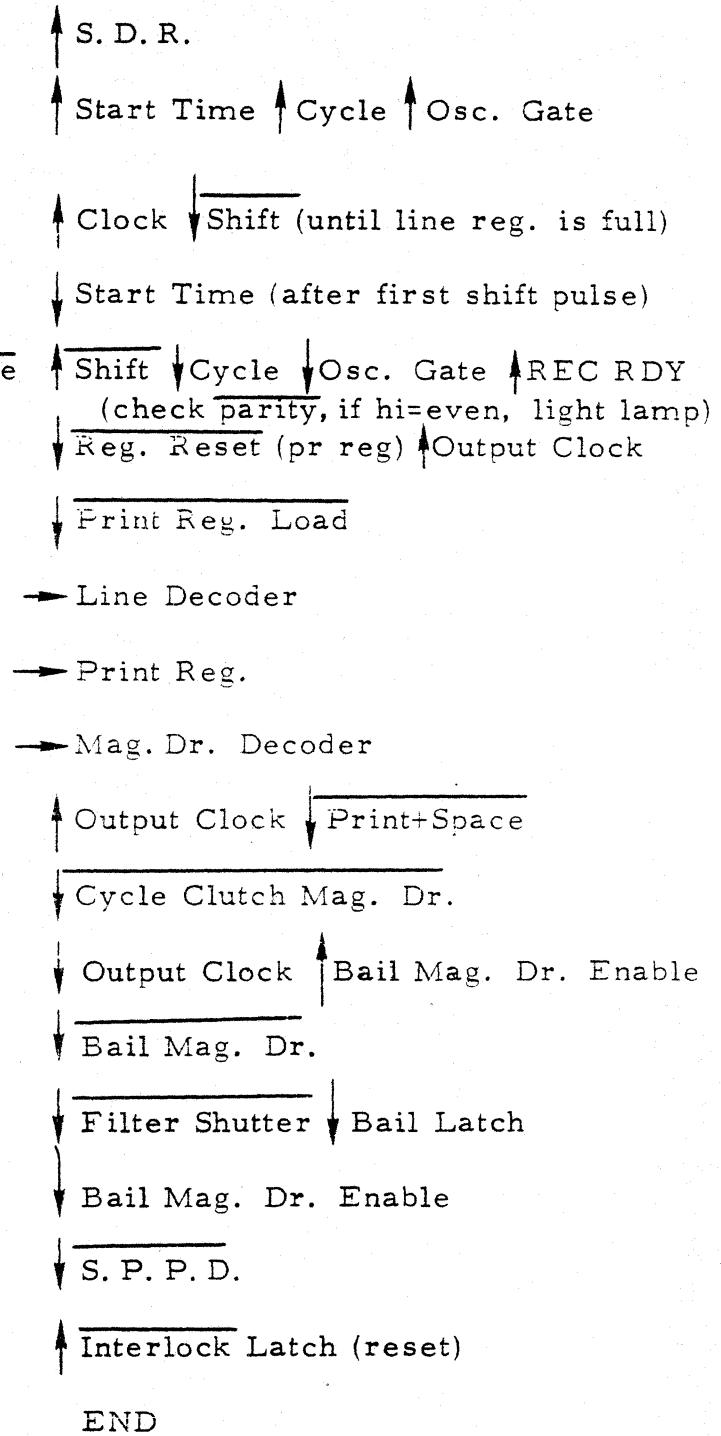 ↑ S. D. R.
↑ Start Time ↑ Cycle ↑ Osc. Gate
↑ Clock ↓ Shift (until line reg. is full)
↓ Start Time (after first shift pulse)
e ↑ Shift ↓ Cycle ↓ Osc. Gate ↑ REC RDY
(check parity, if hi=even, light lamp)
↓ Reg. Reset (pr reg) ↑ Output Clock
↓ Print Reg. Load
→ Line Decoder
→ Print Reg.
→ Mag. Dr. Decoder
↑ Output Clock ↓ Print+Space
↓ Cycle Clutch Mag. Dr.
↓ Output Clock ↑ Bail Mag. Dr. Enable
↓ Bail Mag. Dr.
↓ Filter Shutter ↓ Bail Latch
↓ Bail Mag. Dr. Enable
↓ S. P. P. D.
↑ Interlock Latch (reset)
END